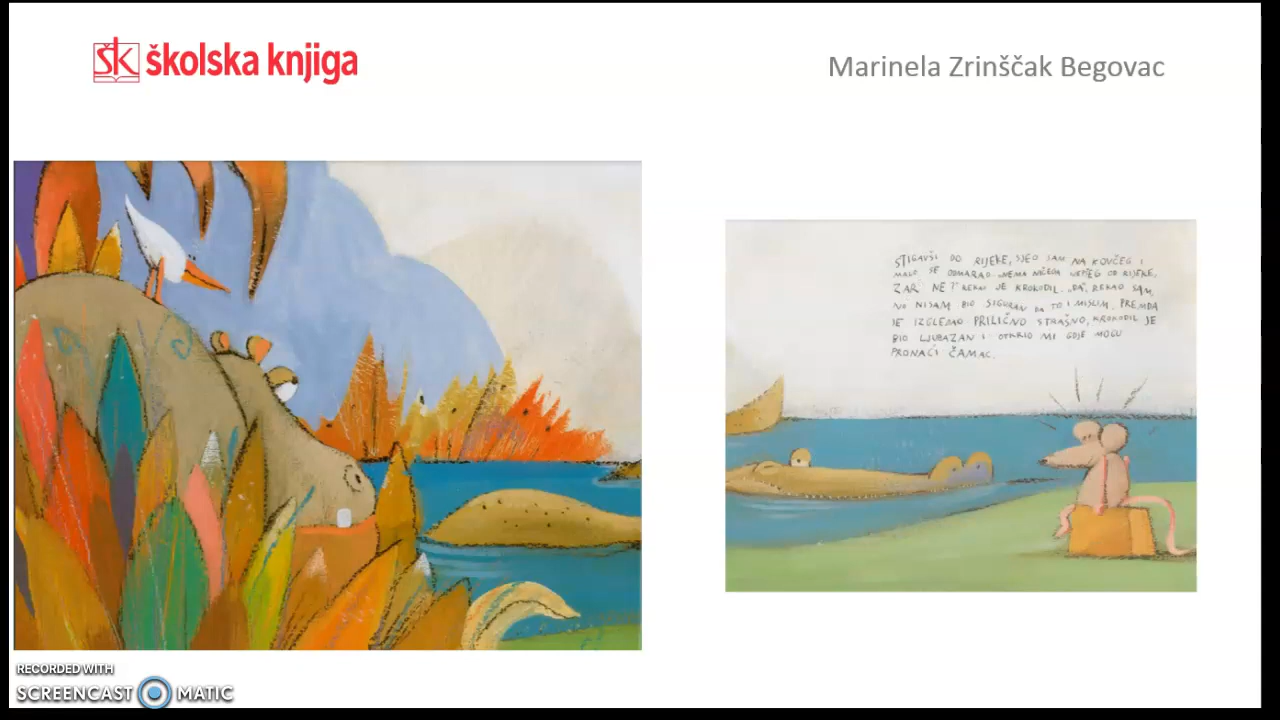 ŠK školska knjiga
Marinela Zrinščak Begovac
STIGAVŠI DO RIJEKE, SJEO SAM NA KOVČEG I
MALO SE ODMARAO. „NEMA NIČEGA LJEPŠEG OD RIJEKE,
ZAR NE?” REKAO JE KROKODIL. „DA”, REKAO SAM,
NO NISAM BIO SIGURAN DA TO I MISLIM. PREMDA
JE IZGLEDAO PRILIČNO STRAŠNO, KROKODIL JE
BIO LJUBAZAN I OTKRIO MI GDJE MOGU
PRONAĆI ČAMAC.
RECORDED WITH
SCREENCAST MATIC